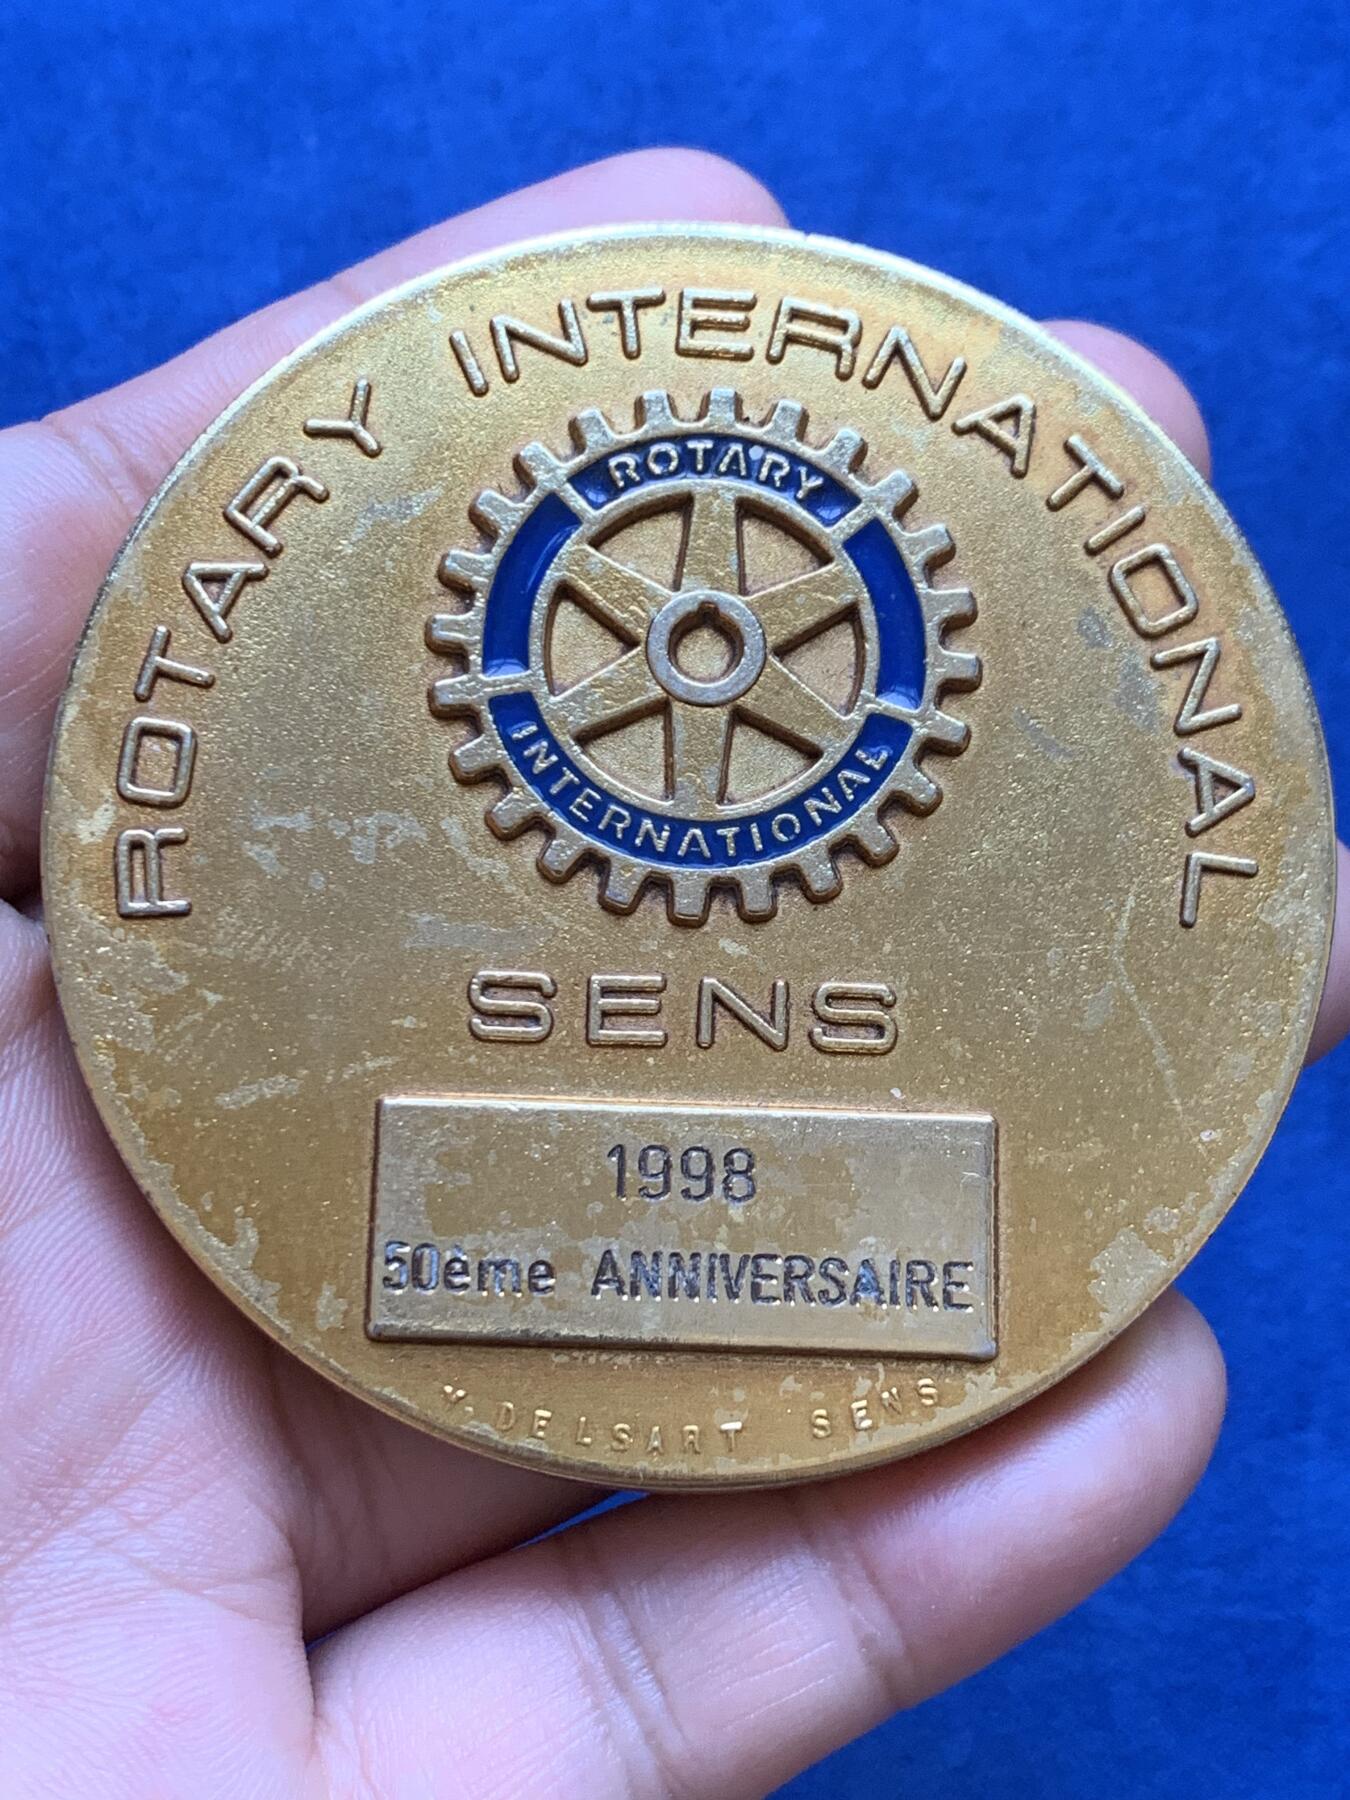 ROTARY INTERNATIONAL
ROTARY
INTERNATIONAL
SENS
1998
50ème ANNIVERSAIRE
Y. DELSART SENS